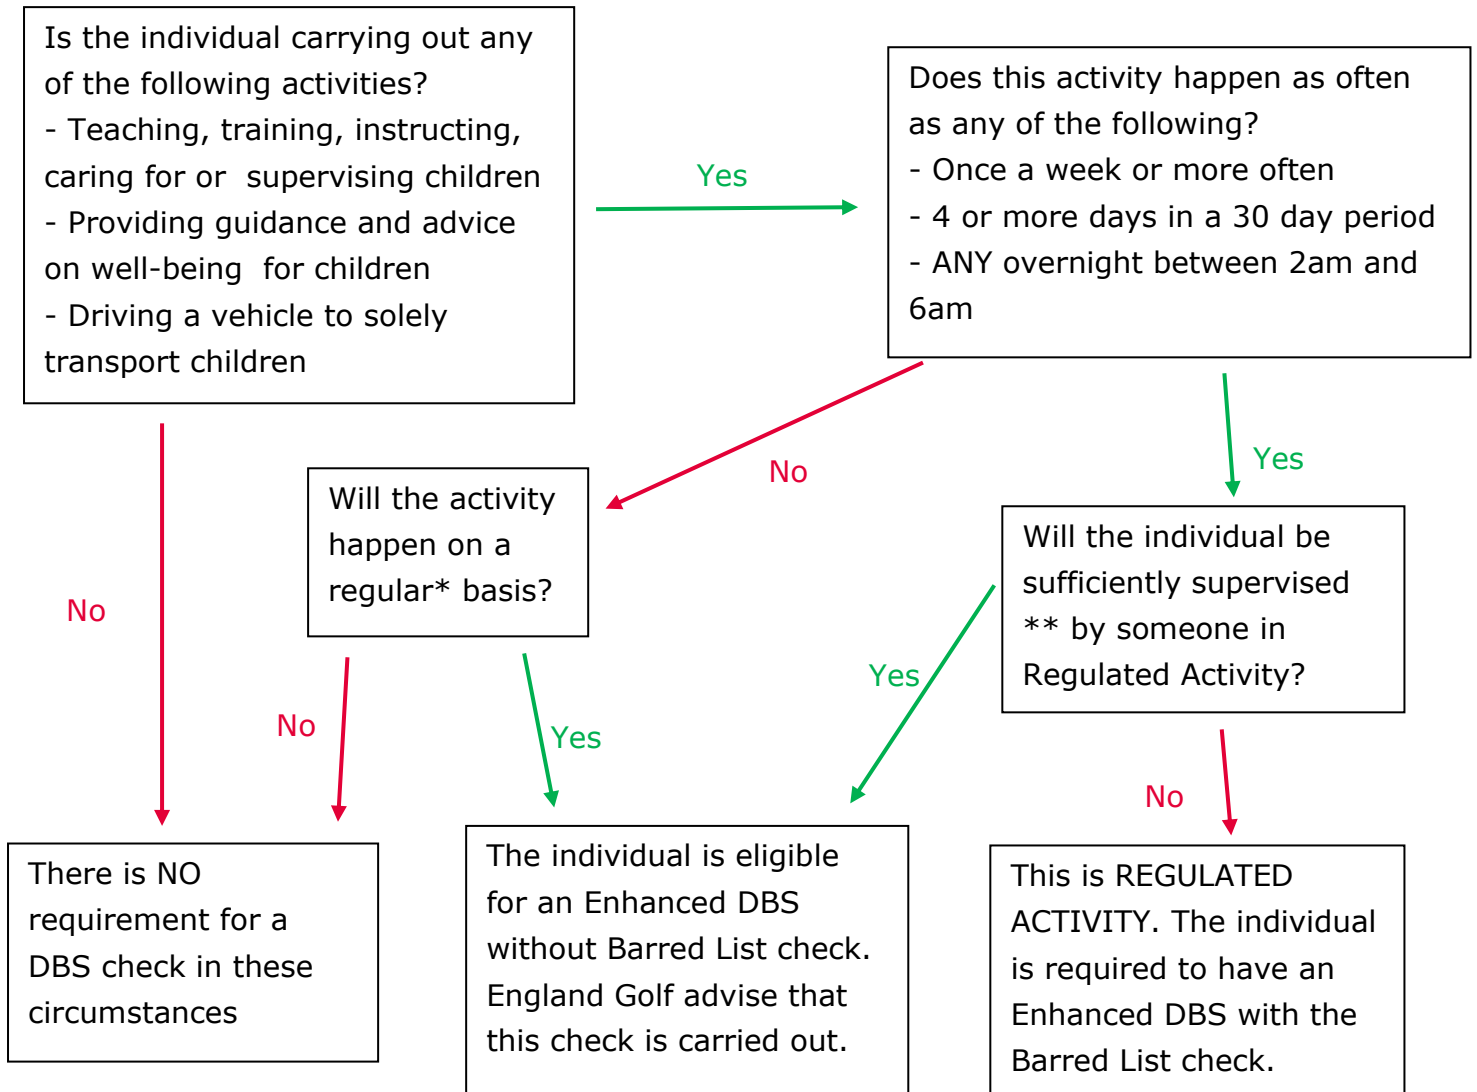 Is the individual carrying out any
of the following activities?
- Teaching, training, instructing,
caring for or  supervising children
- Providing guidance and advice
on well-being  for children
- Driving a vehicle to solely
transport children
Yes
Does this activity happen as often
as any of the following?
- Once a week or more often
- 4 or more days in a 30 day period
- ANY overnight between 2am and
6am
No
No
Yes
Will the activity
happen on a
regular* basis?
Will the individual be
sufficiently supervised
** by someone in
Regulated Activity?
No
Yes
Yes
No
There is NO
requirement for a
DBS check in these
circumstances
The individual is eligible
for an Enhanced DBS
without Barred List check.
England Golf advise that
this check is carried out.
This is REGULATED
ACTIVITY. The individual
is required to have an
Enhanced DBS with the
Barred List check.